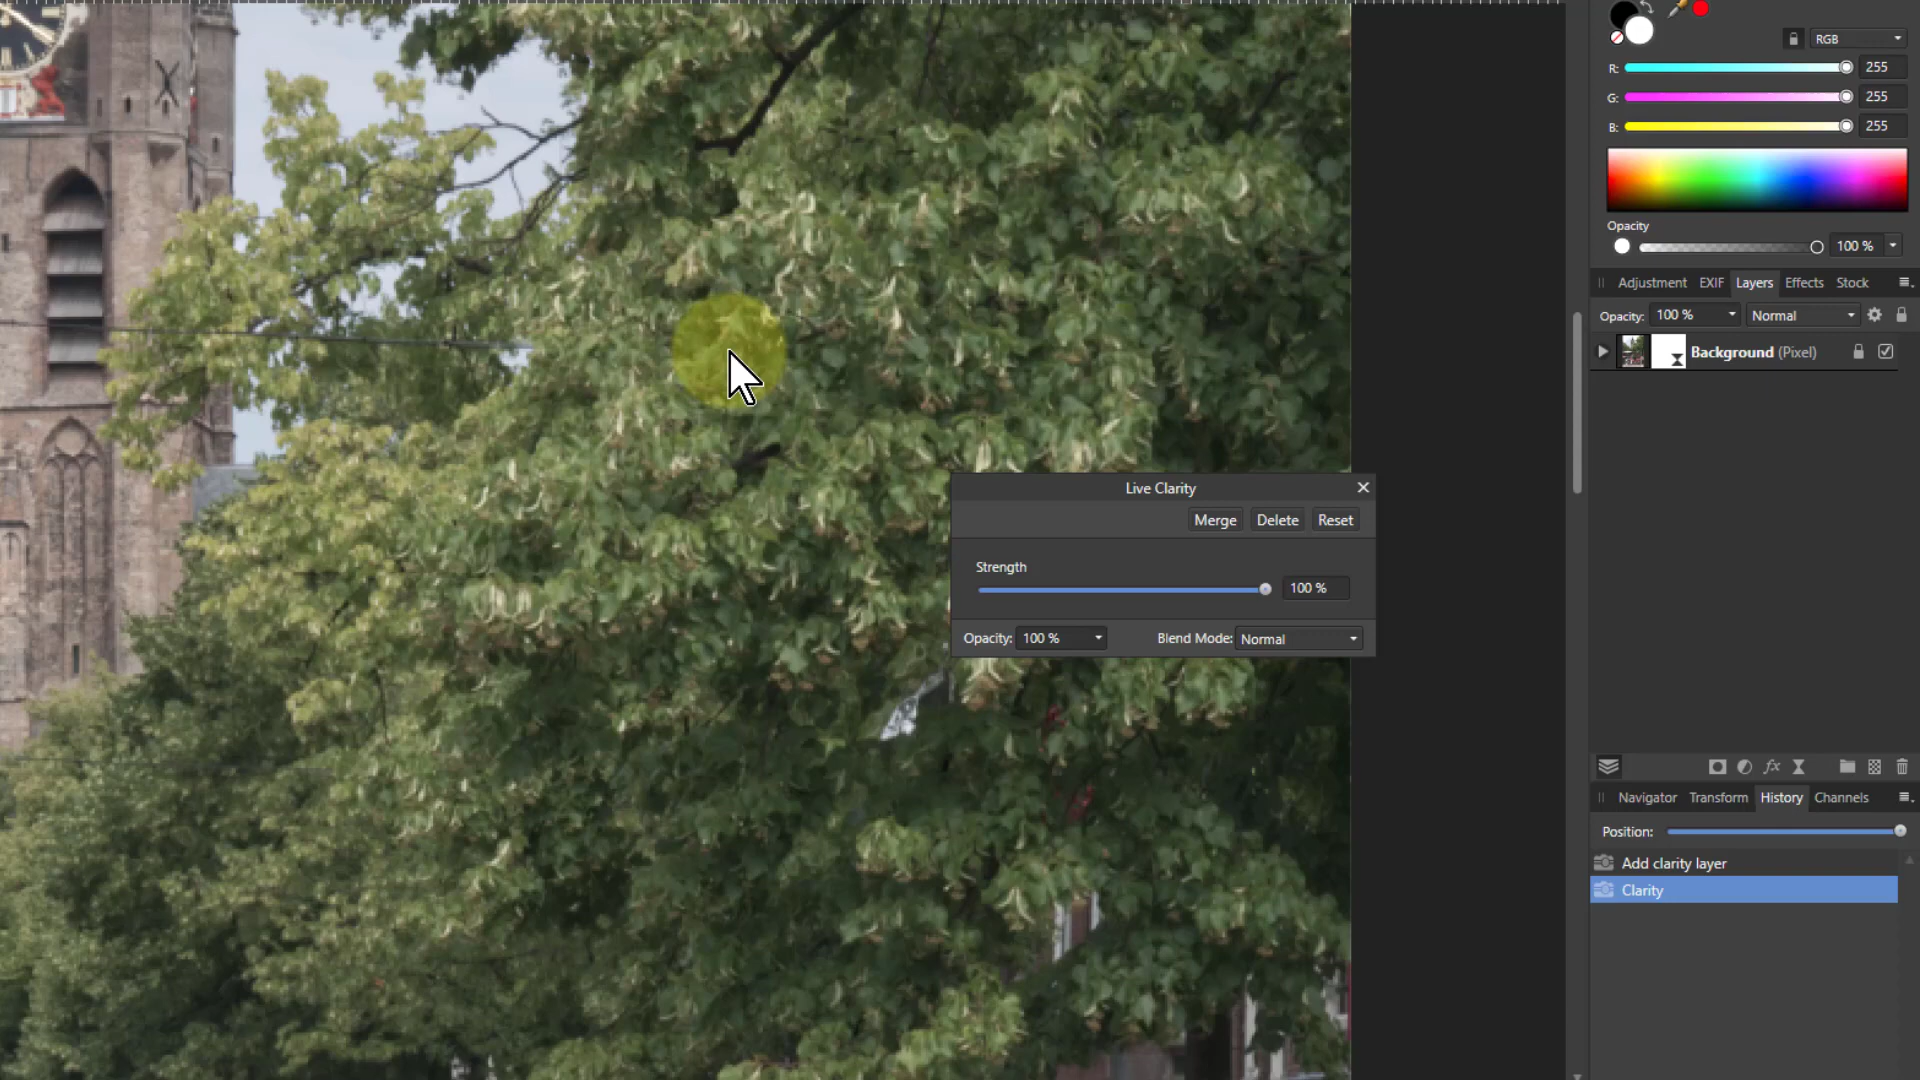 RGB
R: 255
G: 255
B: 255
Opacity
100 %
Adjustment EXIF Layers Effects Stock
Opacity: 100 % Normal
Background (Pixel)
Live Clarity
Merge Delete Reset
Strength
100 %
Opacity: 100 % Blend Mode: Normal
fx
Navigator Transform History Channels
Position:
Add clarity layer
Clarity